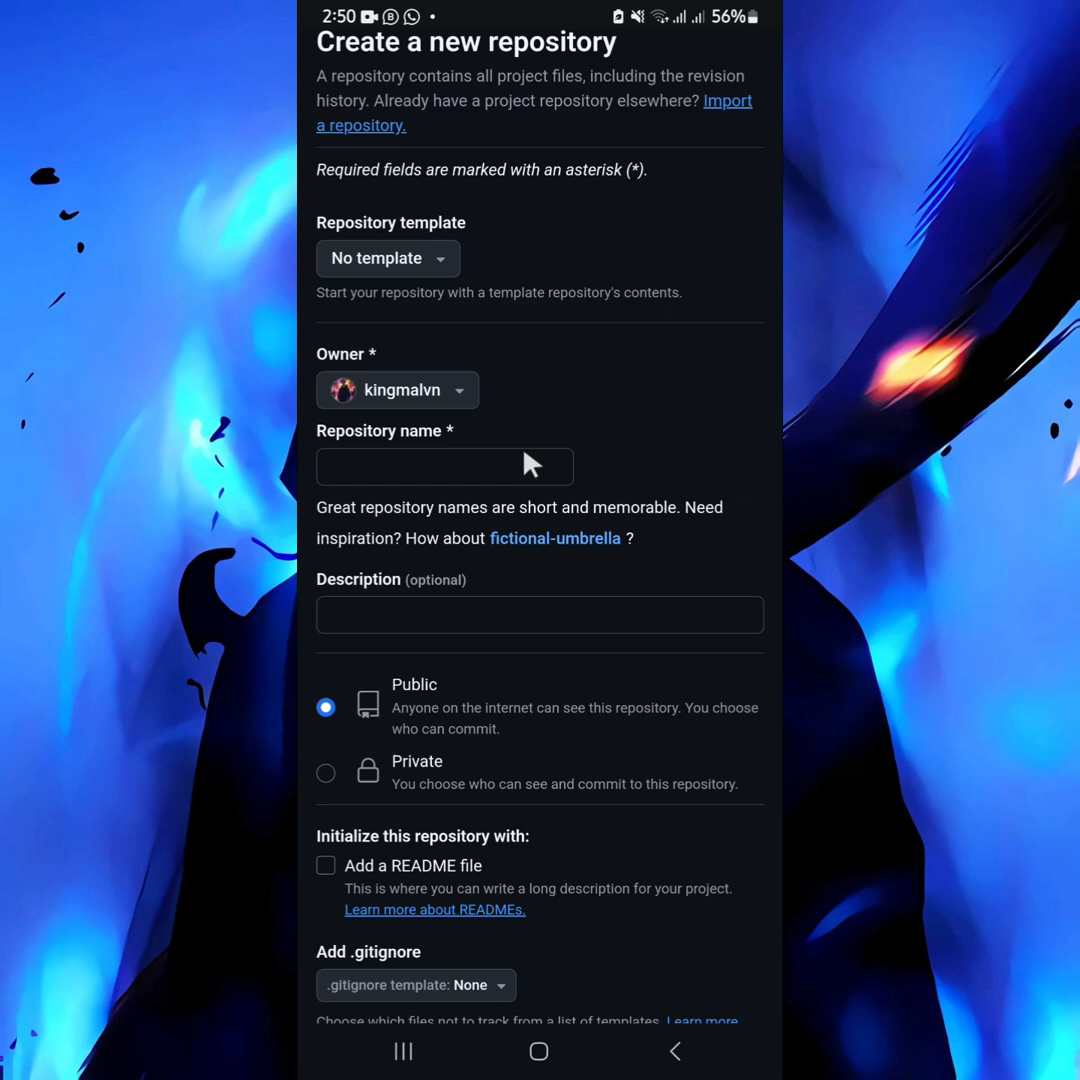 2:50 56%
Create a new repository
A repository contains all project files, including the revision
history. Already have a project repository elsewhere? Import
a repository.
Required fields are marked with an asterisk (*).
Repository template
No template
Start your repository with a template repository's contents.
Owner *
kingmalvn
Repository name *
Great repository names are short and memorable. Need
inspiration? How about fictional-umbrella ?
Description (optional)
Public
Anyone on the internet can see this repository. You choose
who can commit.
Private
You choose who can see and commit to this repository.
Initialize this repository with:
Add a README file
This is where you can write a long description for your project.
Learn more about READMEs.
Add .gitignore
.gitignore template: None
Choose which files not to track from a list of templates. Learn more